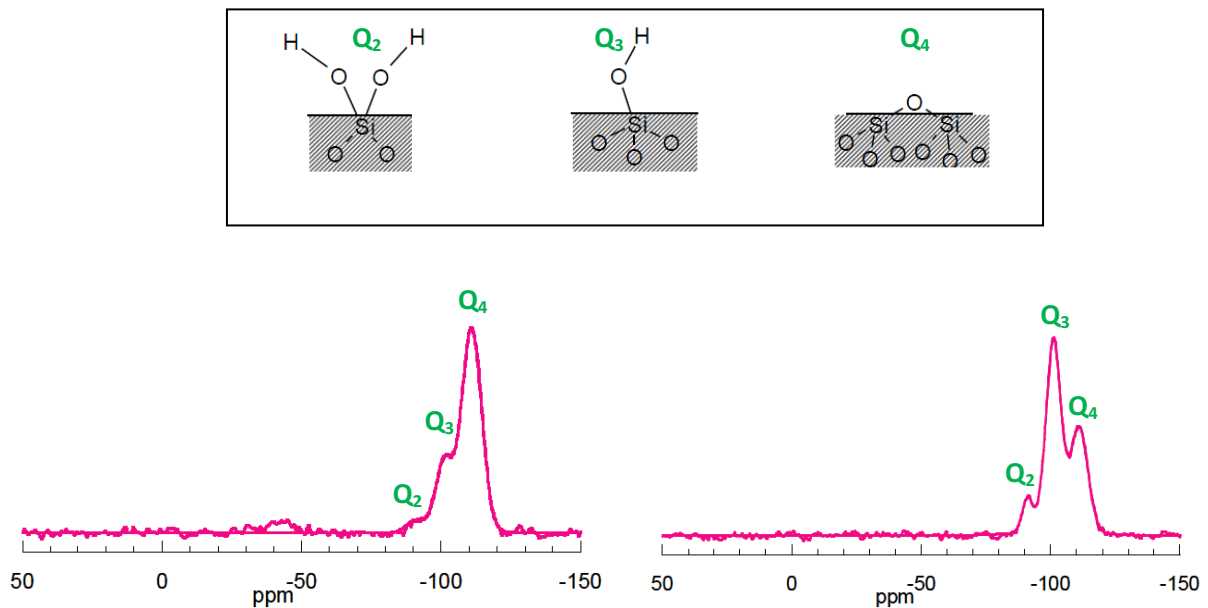 Q2 Q3 Q4
H H H
O O O O
Si Si Si Si
O O O O O O O O O O O
Q4
Q3
Q2
50 0 -50 -100 -150
ppm
Q3
Q4
Q2
50 0 -50 -100 -150
ppm